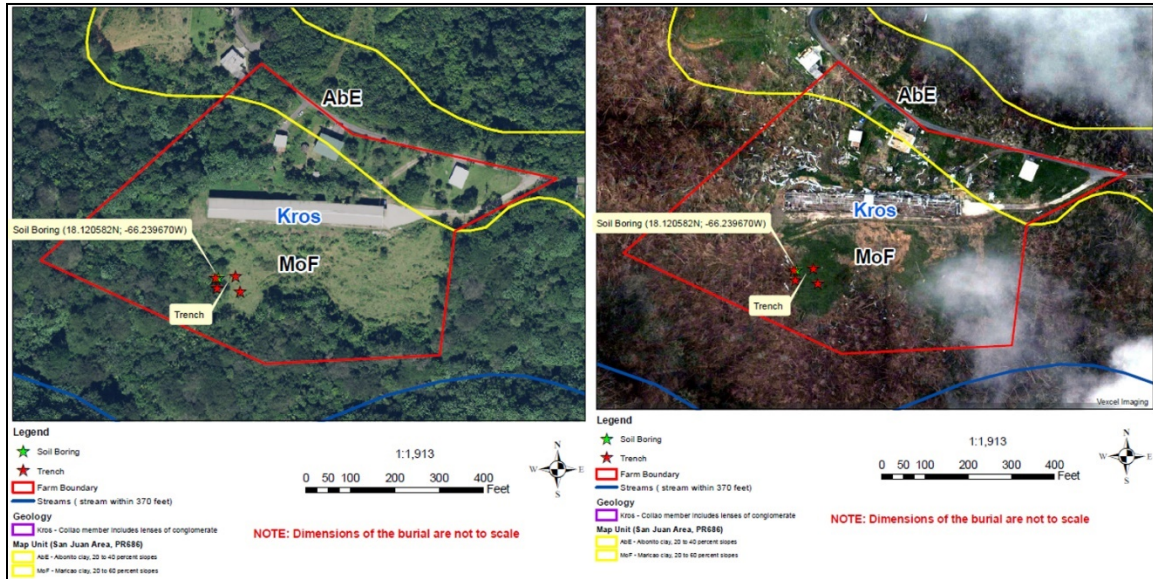 AbE
Kros
Soil Boring (18.120582N; -66.239670W)
MoF
Trench
Legend
Soil Boring
Trench
Farm Boundary
Streams ( stream within 370 feet)
Geology
Kros - Collao member includes lenses of conglomerate
Map Unit (San Juan Area, PR686)
AbE - Aibonito clay, 20 to 40 percent slopes
MoF - Maricao clay, 20 to 60 percent slopes
1:1,913
0 50 100 200 300 400
Feet
N
W E
S
NOTE: Dimensions of the burial are not to scale
AbE
Kros
Soil Boring (18.120582N; -66.239670W)
MoF
Trench
Vexcel Imaging
Legend
Soil Boring
Trench
Farm Boundary
Streams ( stream within 370 feet)
Geology
Kros - Collao member includes lenses of conglomerate
Map Unit (San Juan Area, PR686)
AbE - Aibonito clay, 20 to 40 percent slopes
MoF - Maricao clay, 20 to 60 percent slopes
1:1,913
0 50 100 200 300 400
Feet
N
W E
S
NOTE: Dimensions of the burial are not to scale